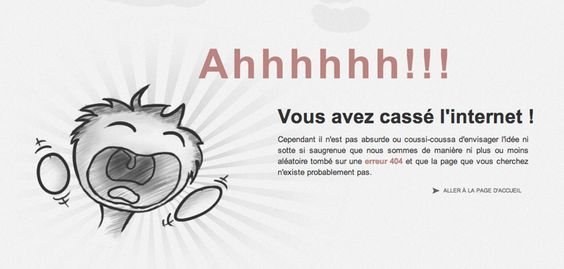 Ahhhhhh!!!
Vous avez cassé l'internet !
Cependant il n'est pas absurde ou coussi-coussa d'envisager l'idée ni
sotte si saugrenue que nous sommes de manière ni plus ou moins
aléatoire tombé sur une erreur 404 et que la page que vous cherchez
n'existe probablement pas.
ALLER À LA PAGE D'ACCUEIL